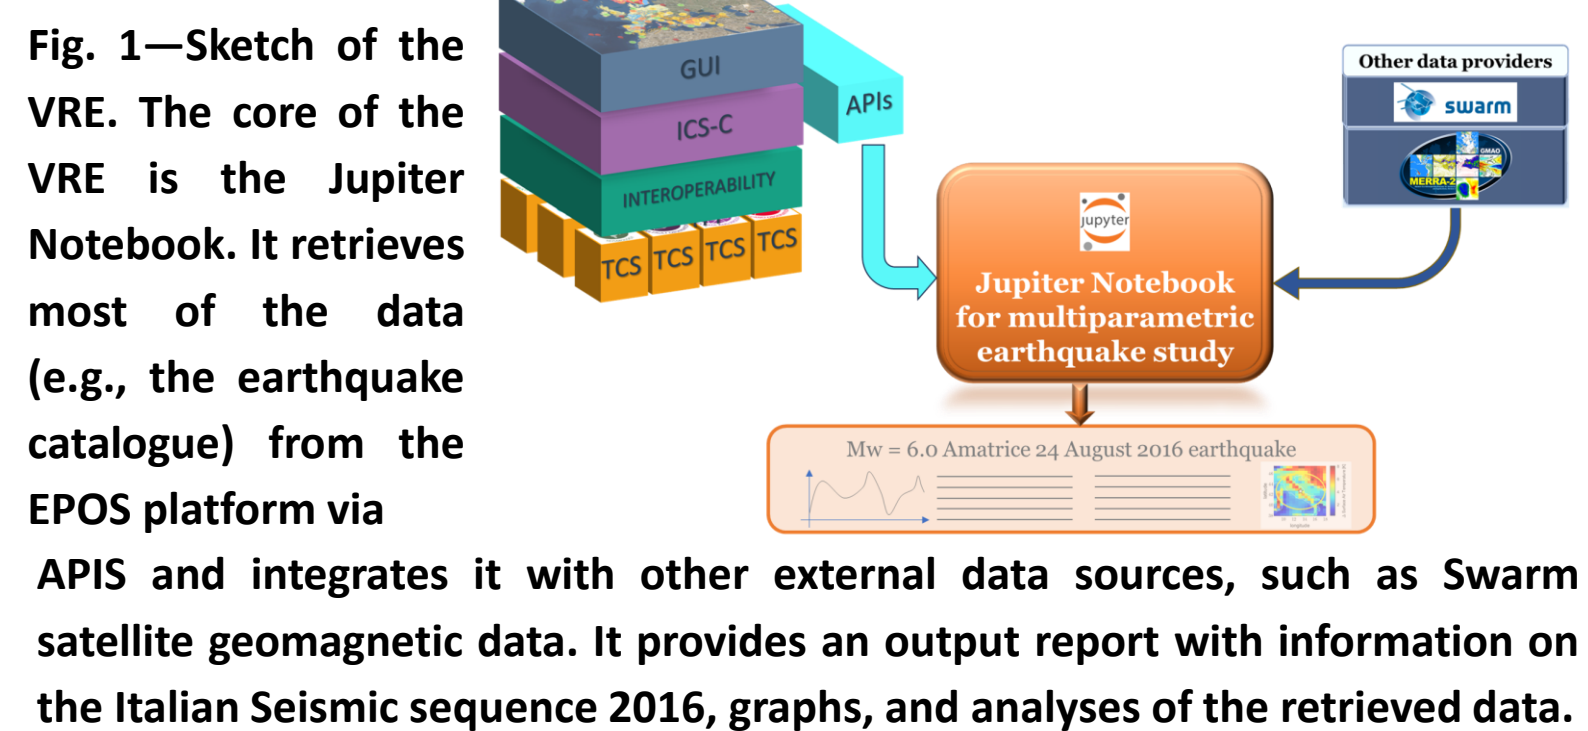 Fig. 1—Sketch of the
VRE. The core of the
VRE is the Jupiter
Notebook. It retrieves
most of the data
(e.g., the earthquake
catalogue) from the
EPOS platform via
APIS and integrates it with other external data sources, such as Swarm
satellite geomagnetic data. It provides an output report with information on
the Italian Seismic sequence 2016, graphs, and analyses of the retrieved data.
GUI
ICS-C
INTEROPERABILITY
TCS TCS TCS TCS
APIs
Other data providers
swarm
GMAO
MERRA-2
jupyter
Jupiter Notebook
for multiparametric
earthquake study
Mw = 6.0 Amatrice 24 August 2016 earthquake
longitude